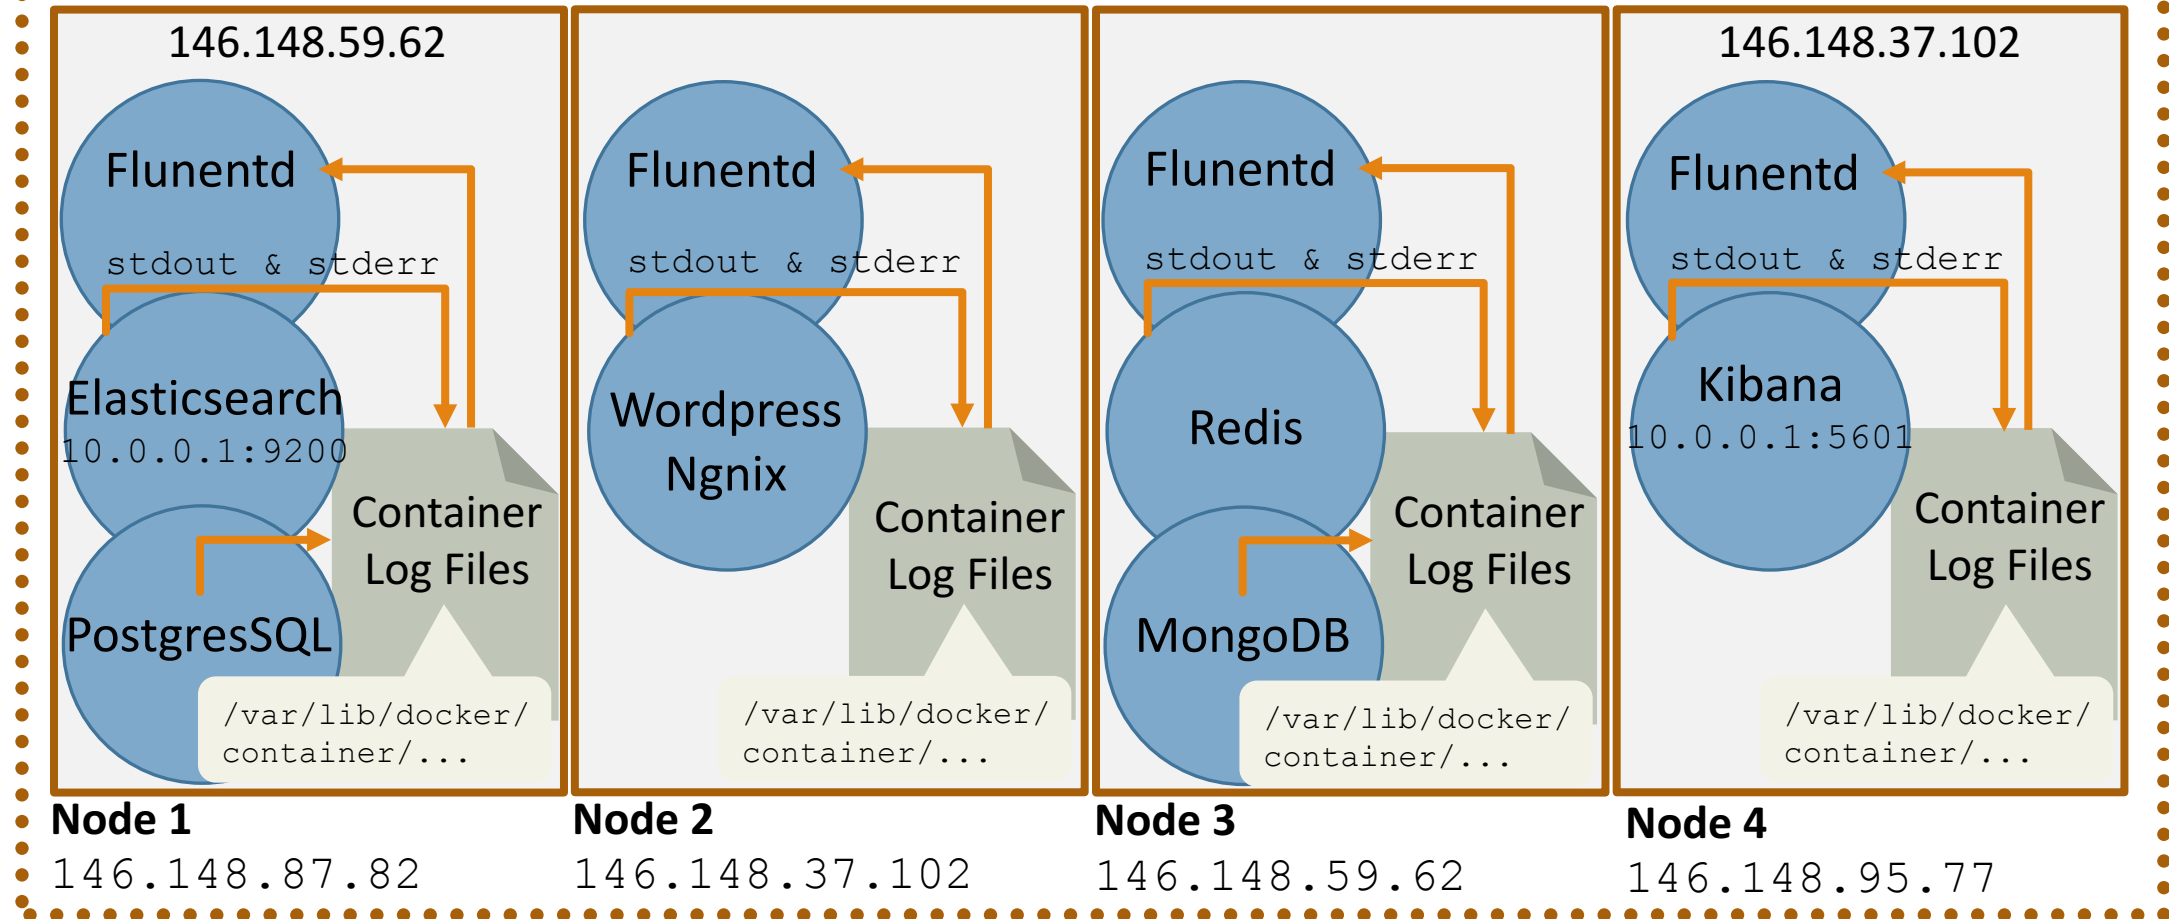 146.148.59.62
Flunentd
stdout & stderr
Elasticsearch
10.0.0.1:9200
PostgresSQL
Container
Log Files
/var/lib/docker/
container/...
Node 1
146.148.87.82
Flunentd
stdout & stderr
Wordpress
Ngnix
Container
Log Files
/var/lib/docker/
container/...
Node 2
146.148.37.102
Flunentd
stdout & stderr
Redis
MongoDB
Container
Log Files
/var/lib/docker/
container/...
Node 3
146.148.59.62
146.148.37.102
Flunentd
stdout & stderr
Kibana
10.0.0.1:5601
Container
Log Files
/var/lib/docker/
container/...
Node 4
146.148.95.77